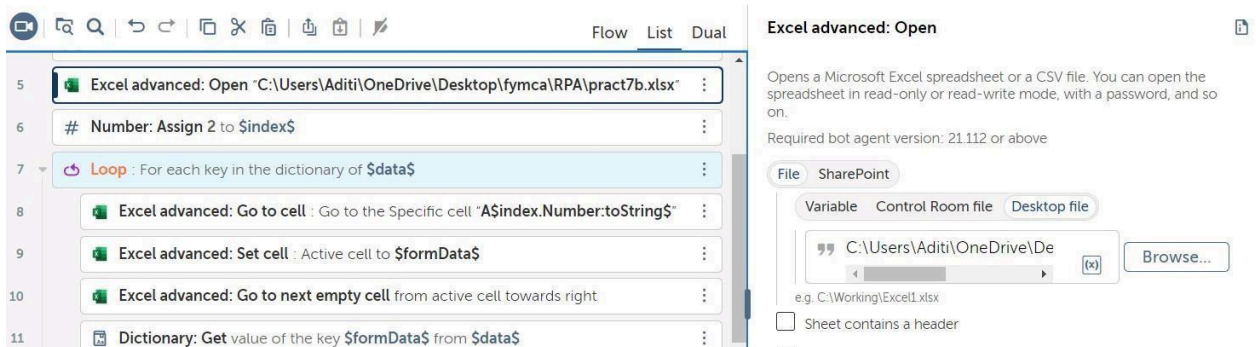 Flow List Dual
5 Excel advanced: Open "C:\Users\Aditi\OneDrive\Desktop\fymca\RPA\pract7b.xlsx"
6 # Number: Assign 2 to $index$
7 Loop : For each key in the dictionary of $data$
8 Excel advanced: Go to cell : Go to the Specific cell "A$index.Number:toString$"
9 Excel advanced: Set cell : Active cell to $formData$
10 Excel advanced: Go to next empty cell from active cell towards right
11 Dictionary: Get value of the key $formData$ from $data$
Excel advanced: Open
Opens a Microsoft Excel spreadsheet or a CSV file. You can open the
spreadsheet in read-only or read-write mode, with a password, and so
on.
Required bot agent version: 21.112 or above
File SharePoint
Variable Control Room file Desktop file
C:\Users\Aditi\OneDrive\De
(x)
Browse...
e.g. C:\Working\Excel1.xlsx
Sheet contains a header